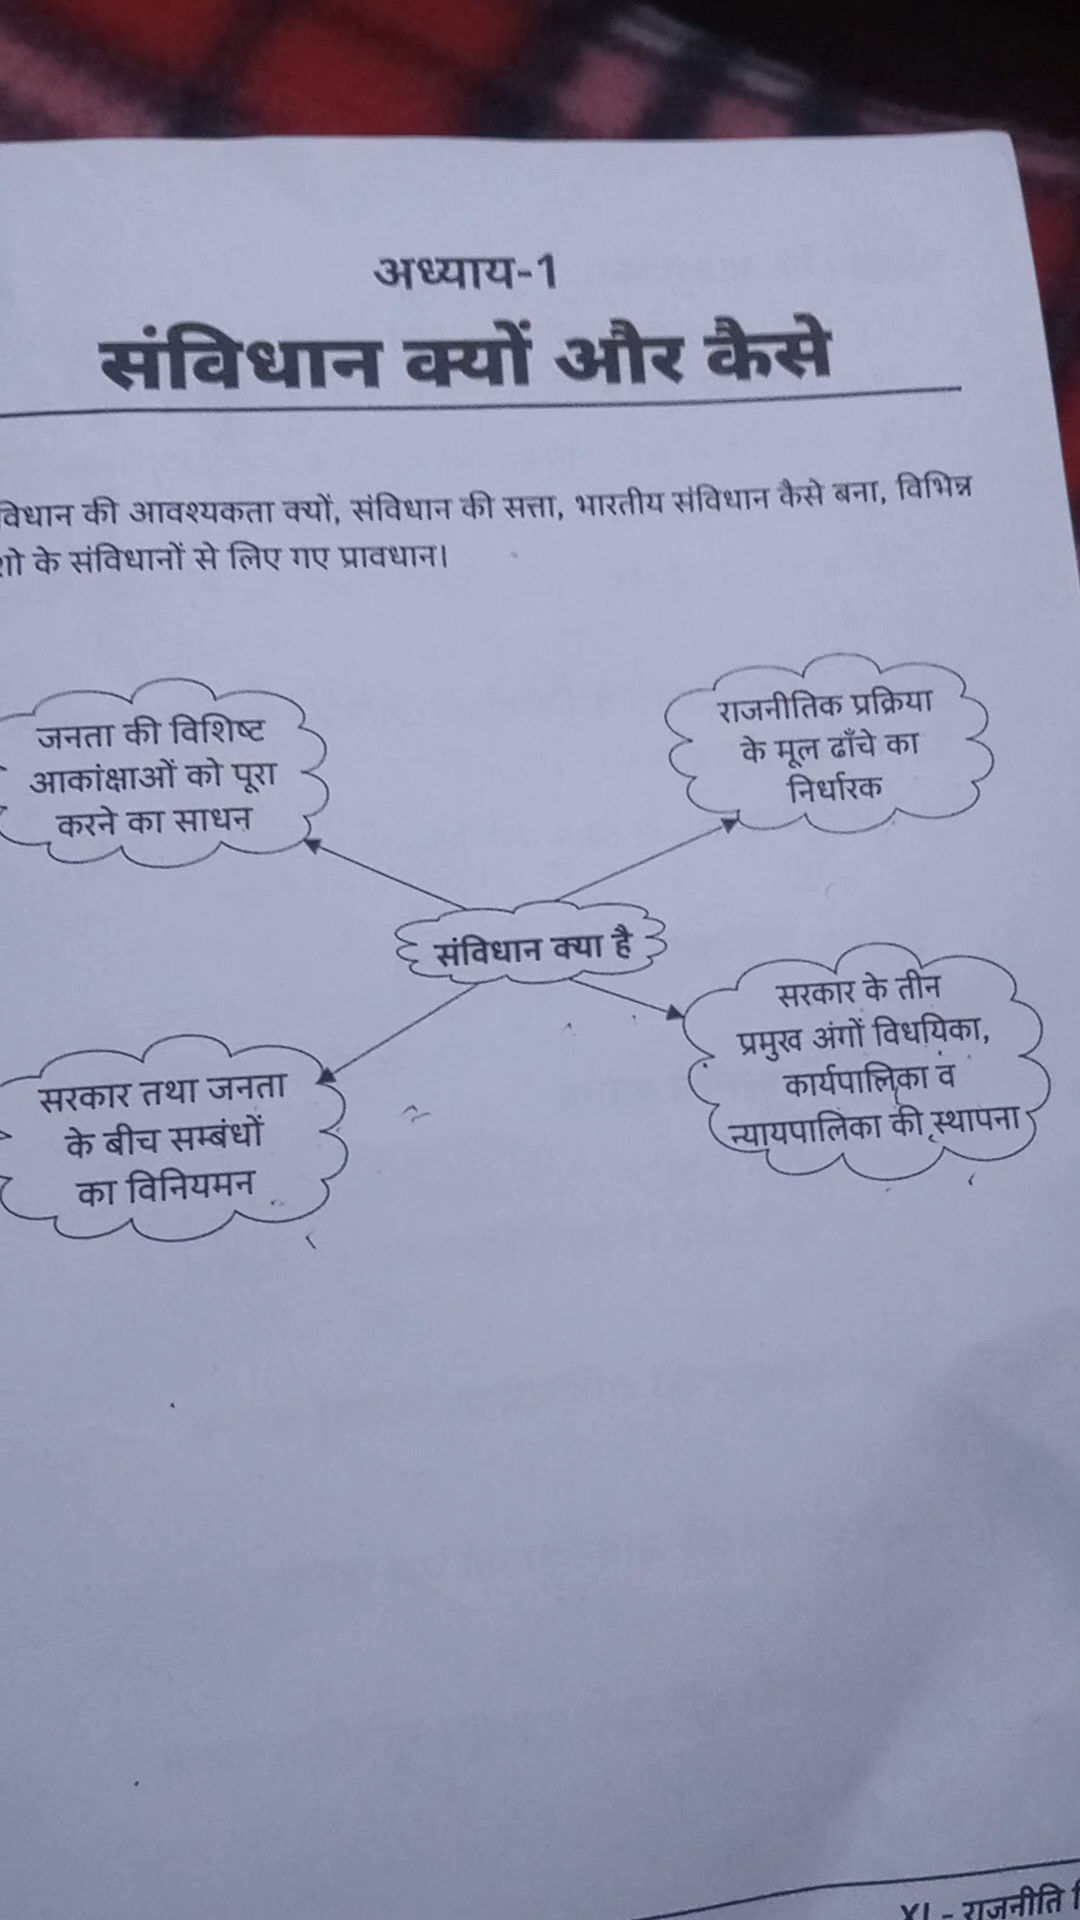 अध्याय-1
संविधान क्यों और कैसे
विधान की आवश्यकता क्यों, संविधान की सत्ता, भारतीय संविधान कैसे बना, विभिन्न
शो के संविधानों से लिए गए प्रावधान।
जनता की विशिष्ट
आकांक्षाओं को पूरा
करने का साधन
राजनीतिक प्रक्रिया
के मूल ढाँचे का
निर्धारक
संविधान क्या है
सरकार तथा जनता
के बीच सम्बंधों
का विनियमन
सरकार के तीन
प्रमुख अंगों विधयिका,
कार्यपालिका व
न्यायपालिका की स्थापना
XI - राजनीति